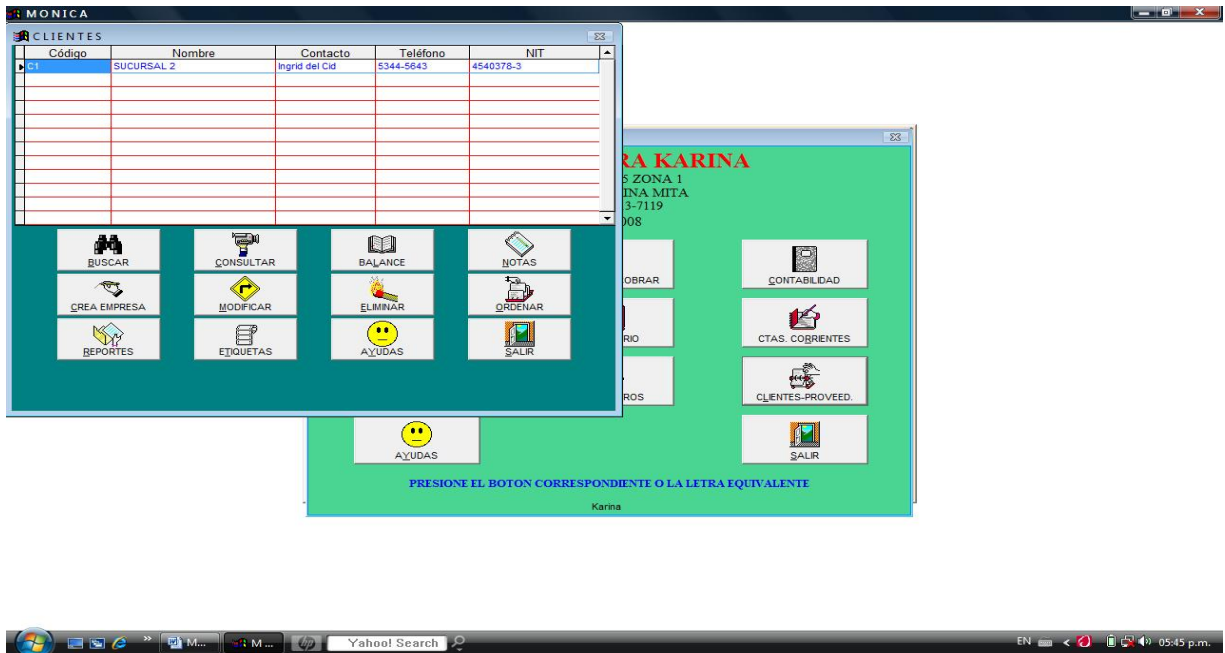 MONICA
CLIENTES
Código Nombre Contacto Teléfono NIT
C1 SUCURSAL 2 Ingrid del Cid 5344-5643 4540378-3
BUSCAR CONSULTAR BALANCE NOTAS
CREA EMPRESA MODIFICAR ELIMINAR ORDENAR
REPORTES ETIQUETAS AYUDAS SALIR
RA KARINA
5 ZONA 1
INA MITA
3-7119
008
OBRAR CONTABILIDAD
RIO CTAS. CORRIENTES
ROS CLIENTES-PROVEED.
AYUDAS SALIR
PRESIONE EL BOTON CORRESPONDIENTE O LA LETRA EQUIVALENTE
Karina
M... M ... hp Yahoo! Search EN 05:45 p.m.